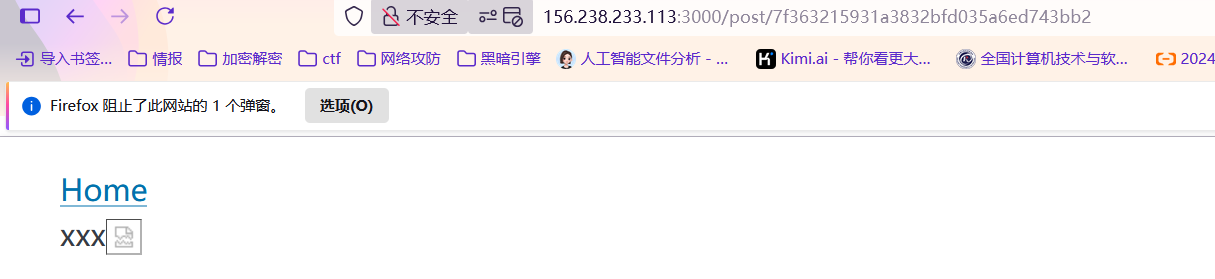 不安全 156.238.233.113:3000/post/7f363215931a3832bfd035a6ed743bb2
导入书签... 情报 加密解密 ctf 网络攻防 黑暗引擎 人工智能文件分析 - ... Kimi.ai - 帮你看更大... 全国计算机技术与软... 2024
Firefox 阻止了此网站的 1 个弹窗。 选项(O)
Home
xxx